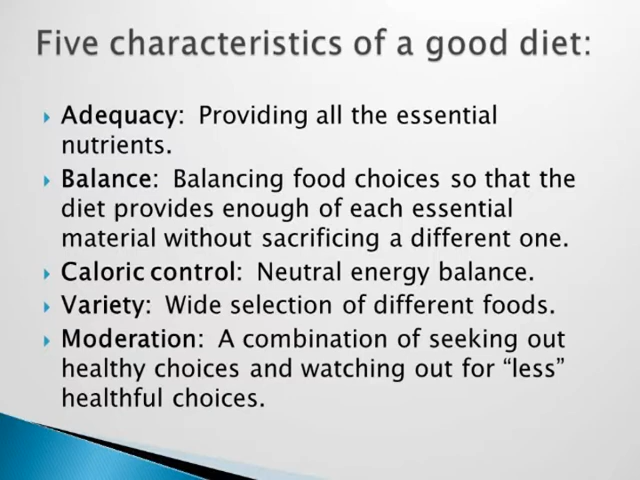 Five characteristics of a good diet:
Adequacy: Providing all the essential
nutrients.
Balance: Balancing food choices so that the
diet provides enough of each essential
material without sacrificing a different one.
Caloric control: Neutral energy balance.
Variety: Wide selection of different foods.
Moderation: A combination of seeking out
healthy choices and watching out for “less”
healthful choices.